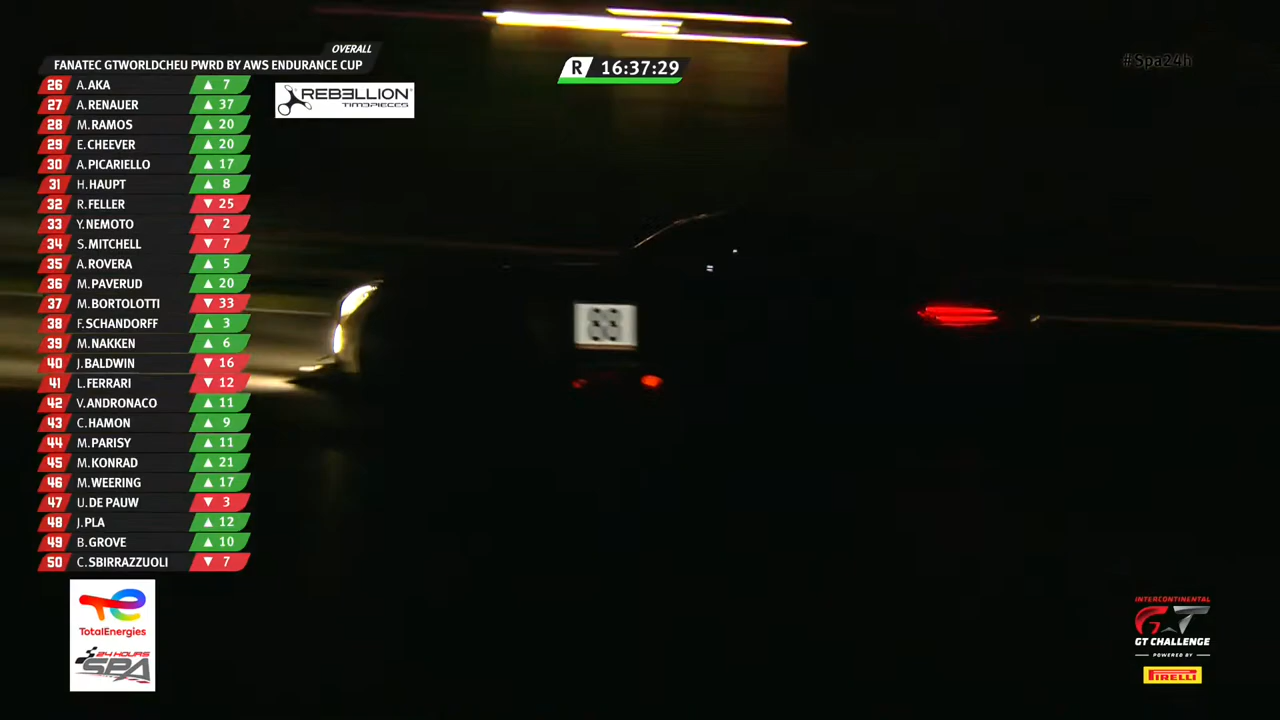 OVERALL
FANATEC GTWORLDCHEU PWRD BY AWS ENDURANCE CUP
26 A.AKA ▲ 7
27 A.RENAUER ▲ 37
28 M.RAMOS ▲ 20
29 E.CHEEVER ▲ 20
30 A.PICARIELLO ▲ 17
31 H.HAUPT ▲ 8
32 R.FELLER ▼ 25
33 Y.NEMOTO ▼ 2
34 S.MITCHELL ▼ 7
35 A.ROVERA ▲ 5
36 M.PAVERUD ▲ 20
37 M.BORTOLOTTI ▼ 33
38 F.SCHANDORFF ▲ 3
39 M.NAKKEN ▲ 6
40 J.BALDWIN ▼ 16
41 L.FERRARI ▼ 12
42 V.ANDRONACO ▲ 11
43 C.HAMON ▲ 9
44 M.PARISY ▲ 11
45 M.KONRAD ▲ 21
46 M.WEERING ▲ 17
47 U.DE PAUW ▼ 3
48 J.PLA ▲ 12
49 B.GROVE ▲ 10
50 C.SBIRRAZZUOLI ▼ 7
REBELLION
TIMEPIECES
R 16:37:29
#Spa24h
88
TotalEnergies
24 HOURS
SPA
INTERCONTINENTAL
GT
GT CHALLENGE
POWERED BY
PIRELLI